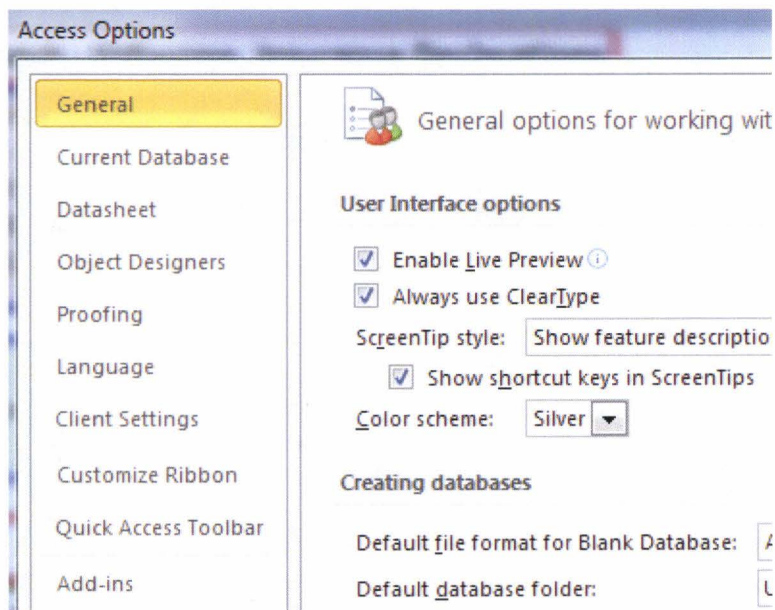 Access Options
General
Current Database
Datasheet
Object Designers
Proofing
Language
Client Settings
Customize Ribbon
Quick Access Toolbar
Add-ins
General options for working wit
User Interface options
Enable Live Preview
Always use ClearType
ScreenTip style: Show feature descriptio
Show shortcut keys in ScreenTips
Color scheme: Silver
Creating databases
Default file format for Blank Database: A
Default database folder: U